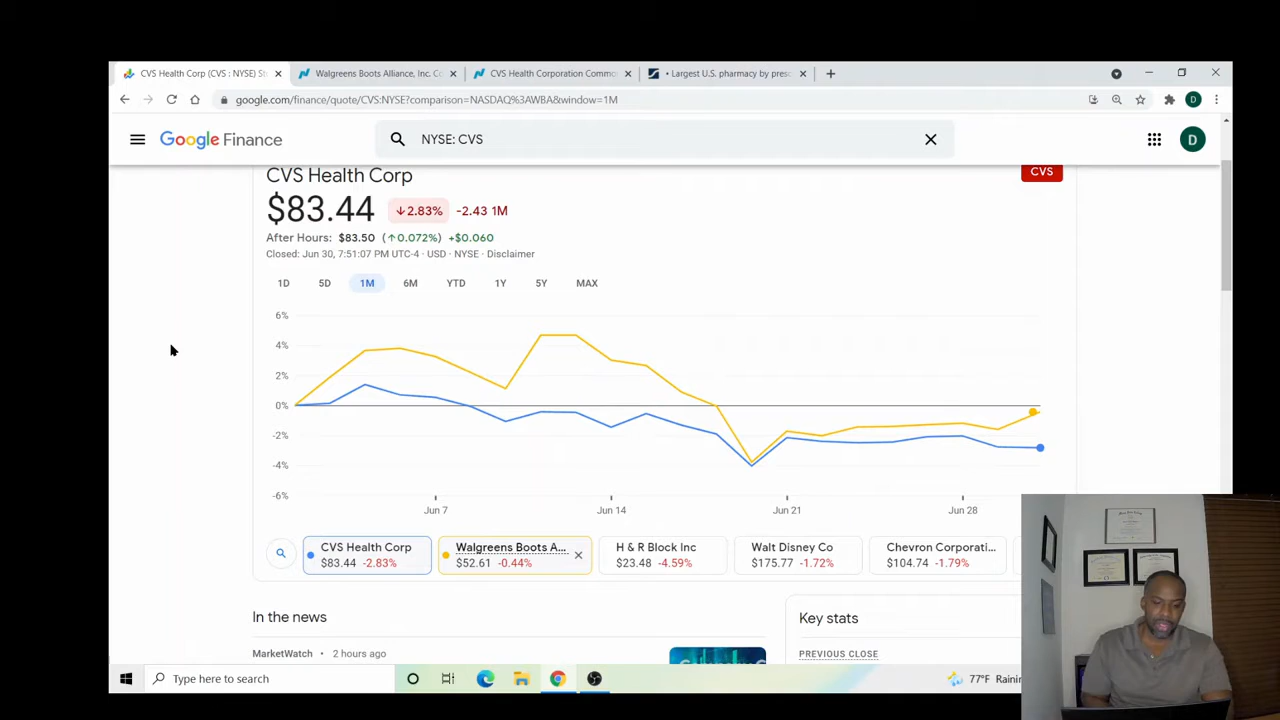 CVS Health Corp (CVS : NYSE) St
Walgreens Boots Alliance, Inc. Co
CVS Health Corporation Commo
• Largest U.S. pharmacy by presc
google.com/finance/quote/CVS:NYSE?comparison=NASDAQ%3AWBA&window=1M
D
Google Finance
NYSE: CVS
D
CVS Health Corp
CVS
$83.44 ↓2.83% -2.43 1M
After Hours: $83.50 (↑0.072%) +$0.060
Closed: Jun 30, 7:51:07 PM UTC-4 · USD · NYSE · Disclaimer
1D 5D 1M 6M YTD 1Y 5Y MAX
6%
4%
2%
0%
-2%
-4%
-6%
Jun 7 Jun 14 Jun 21 Jun 28
CVS Health Corp
$83.44 -2.83%
Walgreens Boots A...
$52.61 -0.44%
H & R Block Inc
$23.48 -4.59%
Walt Disney Co
$175.77 -1.72%
Chevron Corporati...
$104.74 -1.79%
In the news
Key stats
MarketWatch • 2 hours ago
PREVIOUS CLOSE
Type here to search
77°F Raini